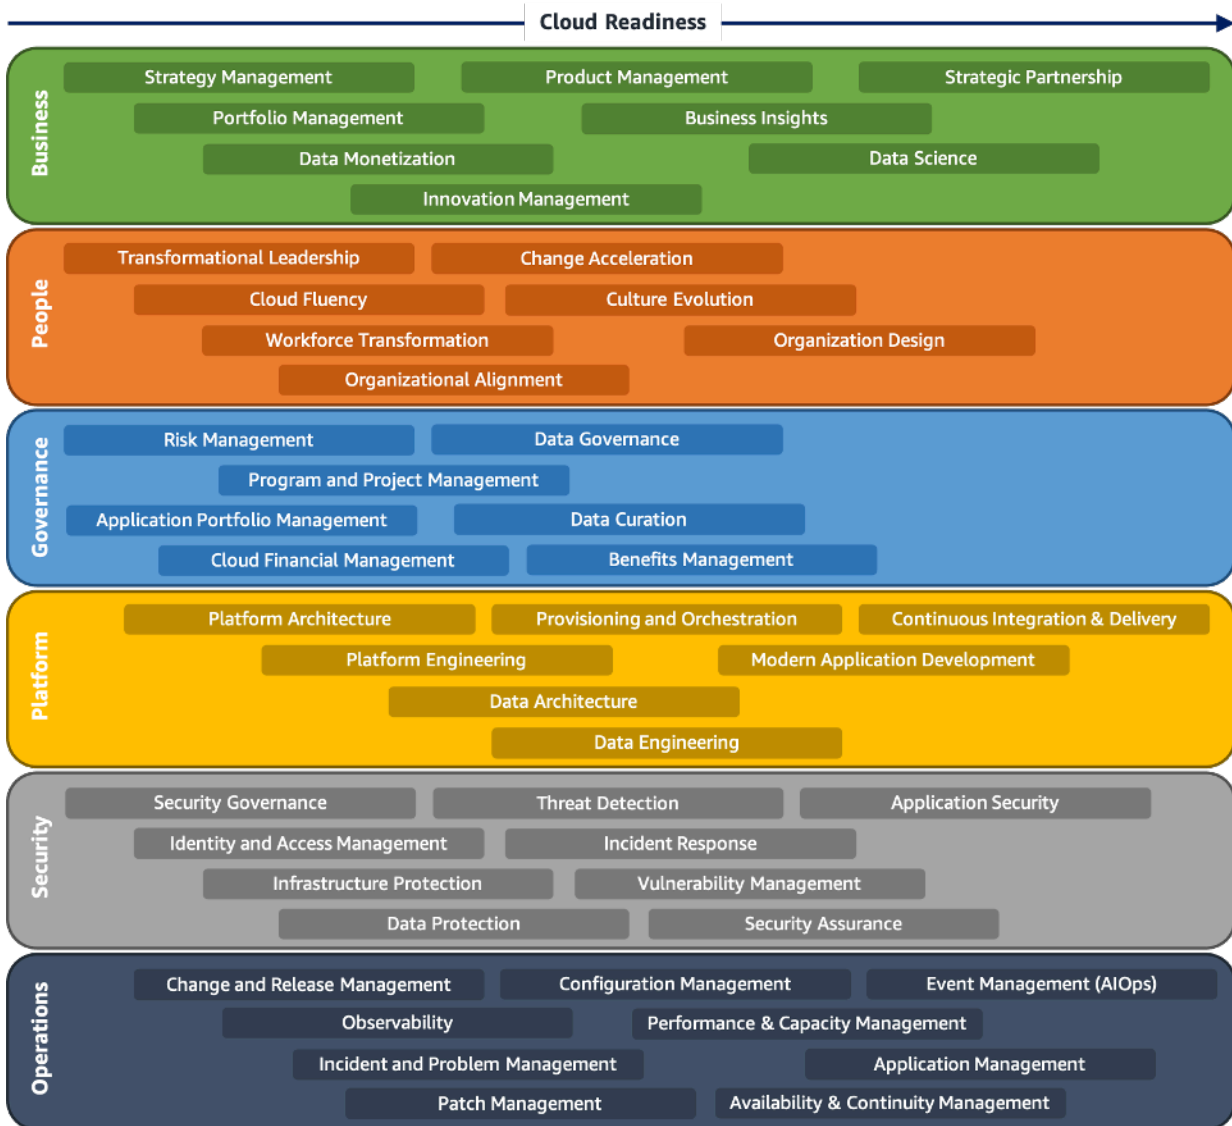 Cloud Readiness
Business
Strategy Management
Product Management
Strategic Partnership
Portfolio Management
Business Insights
Data Monetization
Data Science
Innovation Management
People
Transformational Leadership
Change Acceleration
Cloud Fluency
Culture Evolution
Workforce Transformation
Organization Design
Organizational Alignment
Governance
Risk Management
Data Governance
Program and Project Management
Application Portfolio Management
Data Curation
Cloud Financial Management
Benefits Management
Platform
Platform Architecture
Provisioning and Orchestration
Continuous Integration & Delivery
Platform Engineering
Modern Application Development
Data Architecture
Data Engineering
Security
Security Governance
Threat Detection
Application Security
Identity and Access Management
Incident Response
Infrastructure Protection
Vulnerability Management
Data Protection
Security Assurance
Operations
Change and Release Management
Configuration Management
Event Management (AIOps)
Observability
Performance & Capacity Management
Incident and Problem Management
Application Management
Patch Management
Availability & Continuity Management